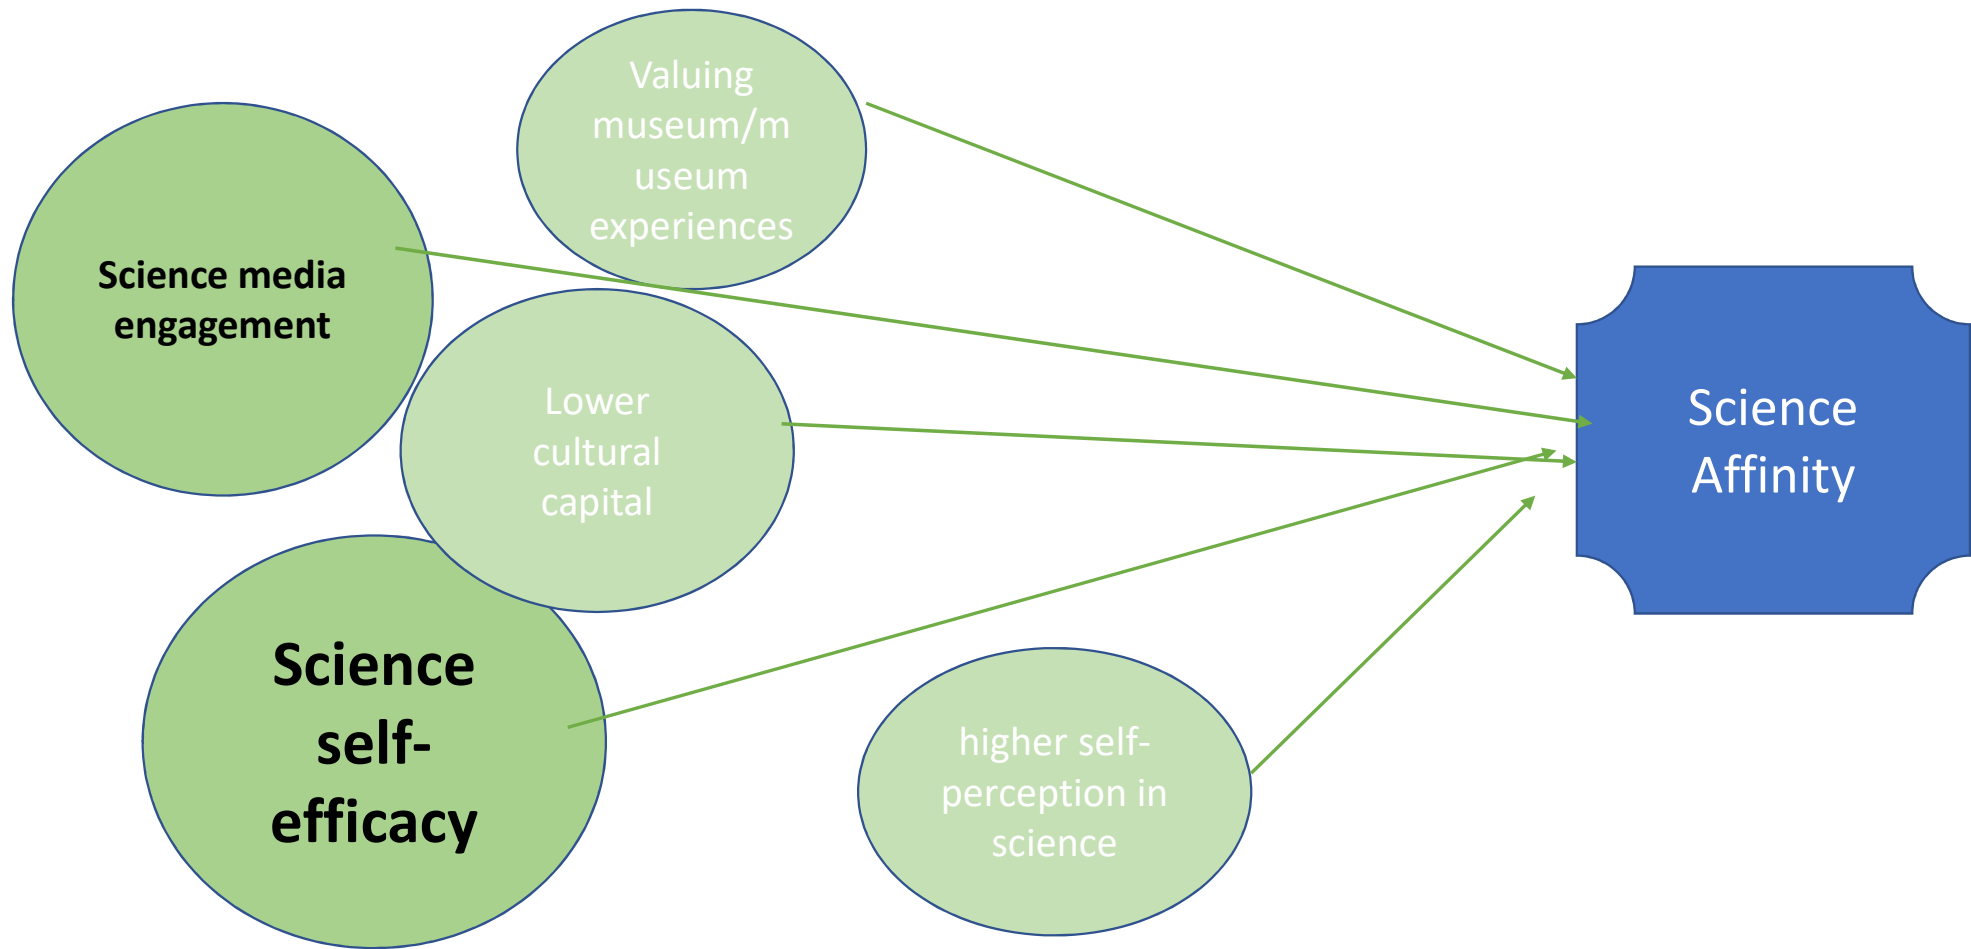 Valuing
museum/m
useum
experiences
Science media
engagement
Lower
cultural
capital
Science
Affinity
Science
self-
efficacy
higher self-
perception in
science